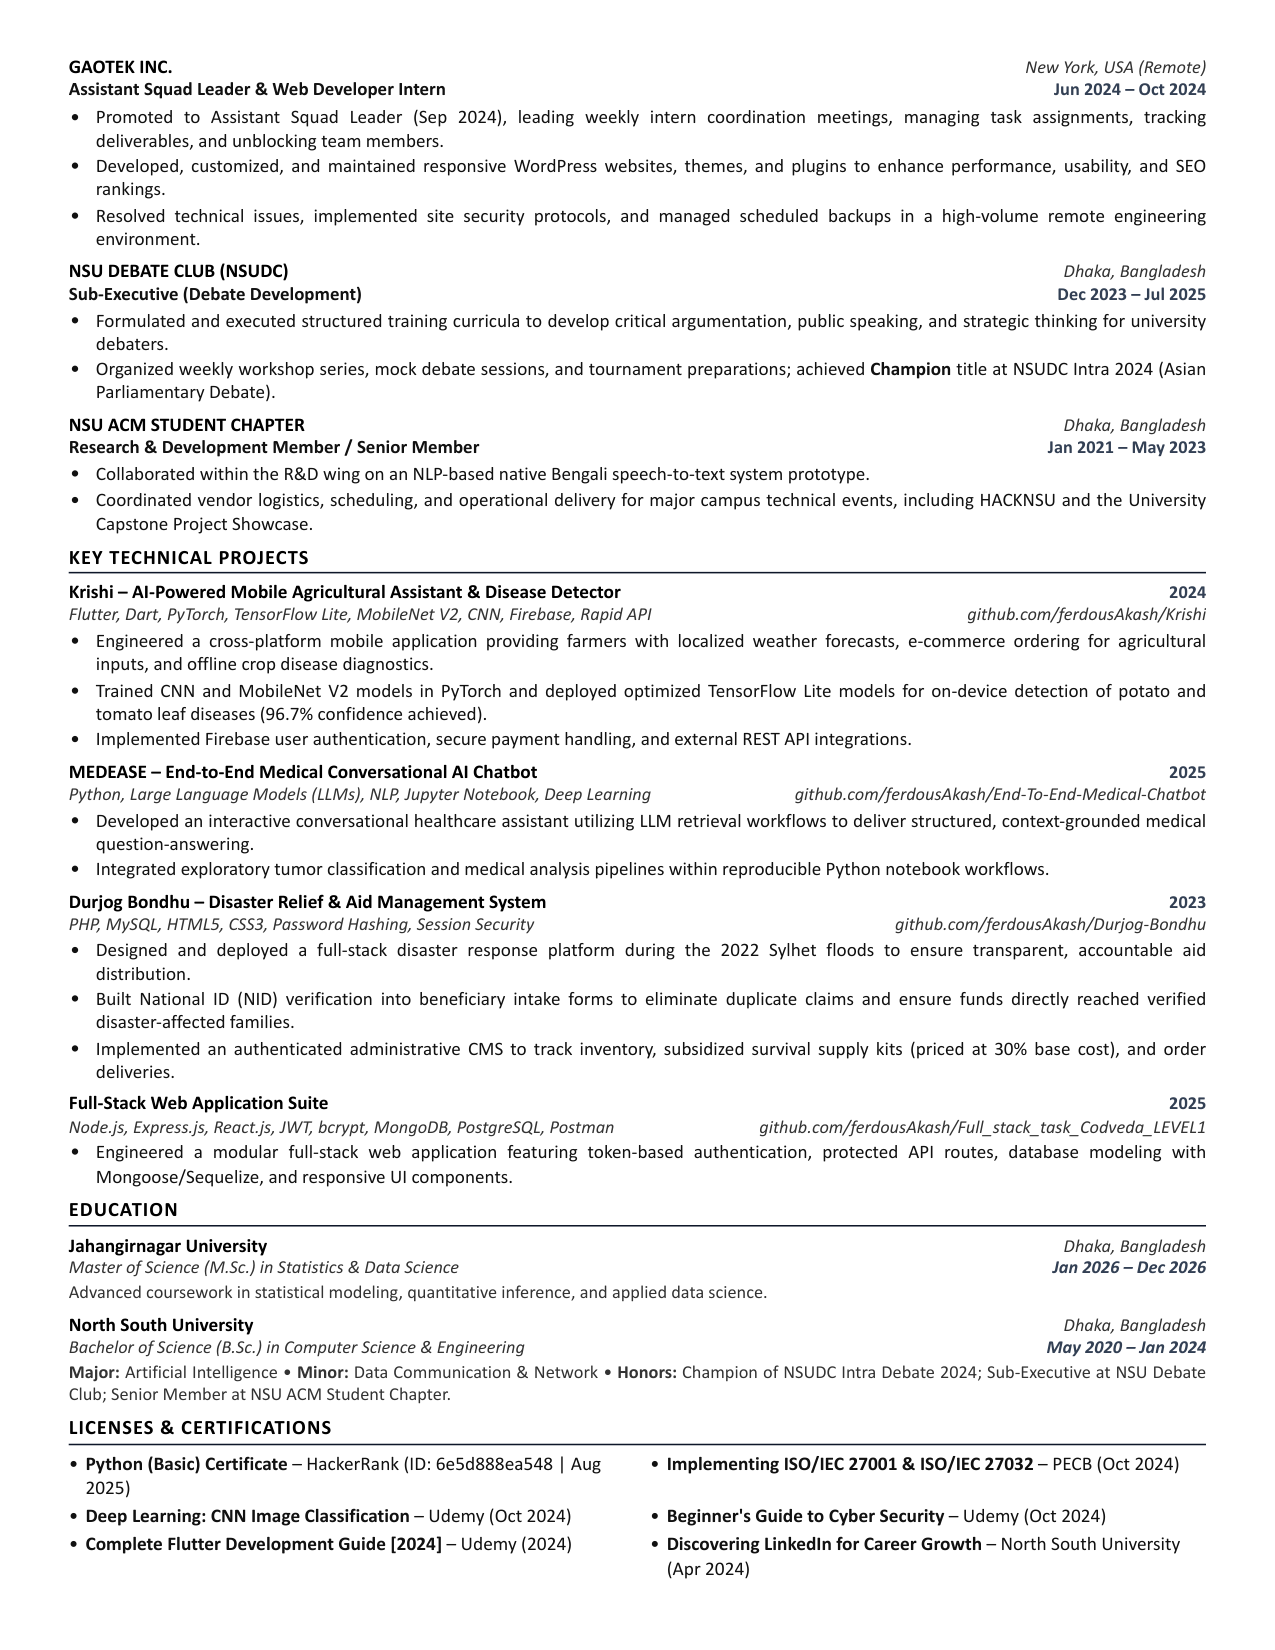 GAOTEK INC. New York, USA (Remote)
Assistant Squad Leader & Web Developer Intern Jun 2024 – Oct 2024
• Promoted to Assistant Squad Leader (Sep 2024), leading weekly intern coordination meetings, managing task assignments, tracking
deliverables, and unblocking team members.
• Developed, customized, and maintained responsive WordPress websites, themes, and plugins to enhance performance, usability, and SEO
rankings.
• Resolved technical issues, implemented site security protocols, and managed scheduled backups in a high-volume remote engineering
environment.
NSU DEBATE CLUB (NSUDC) Dhaka, Bangladesh
Sub-Executive (Debate Development) Dec 2023 – Jul 2025
• Formulated and executed structured training curricula to develop critical argumentation, public speaking, and strategic thinking for university
debaters.
• Organized weekly workshop series, mock debate sessions, and tournament preparations; achieved Champion title at NSUDC Intra 2024 (Asian
Parliamentary Debate).
NSU ACM STUDENT CHAPTER Dhaka, Bangladesh
Research & Development Member / Senior Member Jan 2021 – May 2023
• Collaborated within the R&D wing on an NLP-based native Bengali speech-to-text system prototype.
• Coordinated vendor logistics, scheduling, and operational delivery for major campus technical events, including HACKNSU and the University
Capstone Project Showcase.
KEY TECHNICAL PROJECTS
Krishi – AI-Powered Mobile Agricultural Assistant & Disease Detector 2024
Flutter, Dart, PyTorch, TensorFlow Lite, MobileNet V2, CNN, Firebase, Rapid API github.com/ferdousAkash/Krishi
• Engineered a cross-platform mobile application providing farmers with localized weather forecasts, e-commerce ordering for agricultural
inputs, and offline crop disease diagnostics.
• Trained CNN and MobileNet V2 models in PyTorch and deployed optimized TensorFlow Lite models for on-device detection of potato and
tomato leaf diseases (96.7% confidence achieved).
• Implemented Firebase user authentication, secure payment handling, and external REST API integrations.
MEDEASE – End-to-End Medical Conversational AI Chatbot 2025
Python, Large Language Models (LLMs), NLP, Jupyter Notebook, Deep Learning github.com/ferdousAkash/End-To-End-Medical-Chatbot
• Developed an interactive conversational healthcare assistant utilizing LLM retrieval workflows to deliver structured, context-grounded medical
question-answering.
• Integrated exploratory tumor classification and medical analysis pipelines within reproducible Python notebook workflows.
Durjog Bondhu – Disaster Relief & Aid Management System 2023
PHP, MySQL, HTML5, CSS3, Password Hashing, Session Security github.com/ferdousAkash/Durjog-Bondhu
• Designed and deployed a full-stack disaster response platform during the 2022 Sylhet floods to ensure transparent, accountable aid
distribution.
• Built National ID (NID) verification into beneficiary intake forms to eliminate duplicate claims and ensure funds directly reached verified
disaster-affected families.
• Implemented an authenticated administrative CMS to track inventory, subsidized survival supply kits (priced at 30% base cost), and order
deliveries.
Full-Stack Web Application Suite 2025
Node.js, Express.js, React.js, JWT, bcrypt, MongoDB, PostgreSQL, Postman github.com/ferdousAkash/Full_stack_task_Codveda_LEVEL1
• Engineered a modular full-stack web application featuring token-based authentication, protected API routes, database modeling with
Mongoose/Sequelize, and responsive UI components.
EDUCATION
Jahangirnagar University Dhaka, Bangladesh
Master of Science (M.Sc.) in Statistics & Data Science Jan 2026 – Dec 2026
Advanced coursework in statistical modeling, quantitative inference, and applied data science.
North South University Dhaka, Bangladesh
Bachelor of Science (B.Sc.) in Computer Science & Engineering May 2020 – Jan 2024
Major: Artificial Intelligence • Minor: Data Communication & Network • Honors: Champion of NSUDC Intra Debate 2024; Sub-Executive at NSU Debate
Club; Senior Member at NSU ACM Student Chapter.
LICENSES & CERTIFICATIONS
• Python (Basic) Certificate – HackerRank (ID: 6e5d888ea548 | Aug
2025)
• Implementing ISO/IEC 27001 & ISO/IEC 27032 – PECB (Oct 2024)
• Deep Learning: CNN Image Classification – Udemy (Oct 2024)
• Beginner's Guide to Cyber Security – Udemy (Oct 2024)
• Complete Flutter Development Guide [2024] – Udemy (2024)
• Discovering LinkedIn for Career Growth – North South University
(Apr 2024)